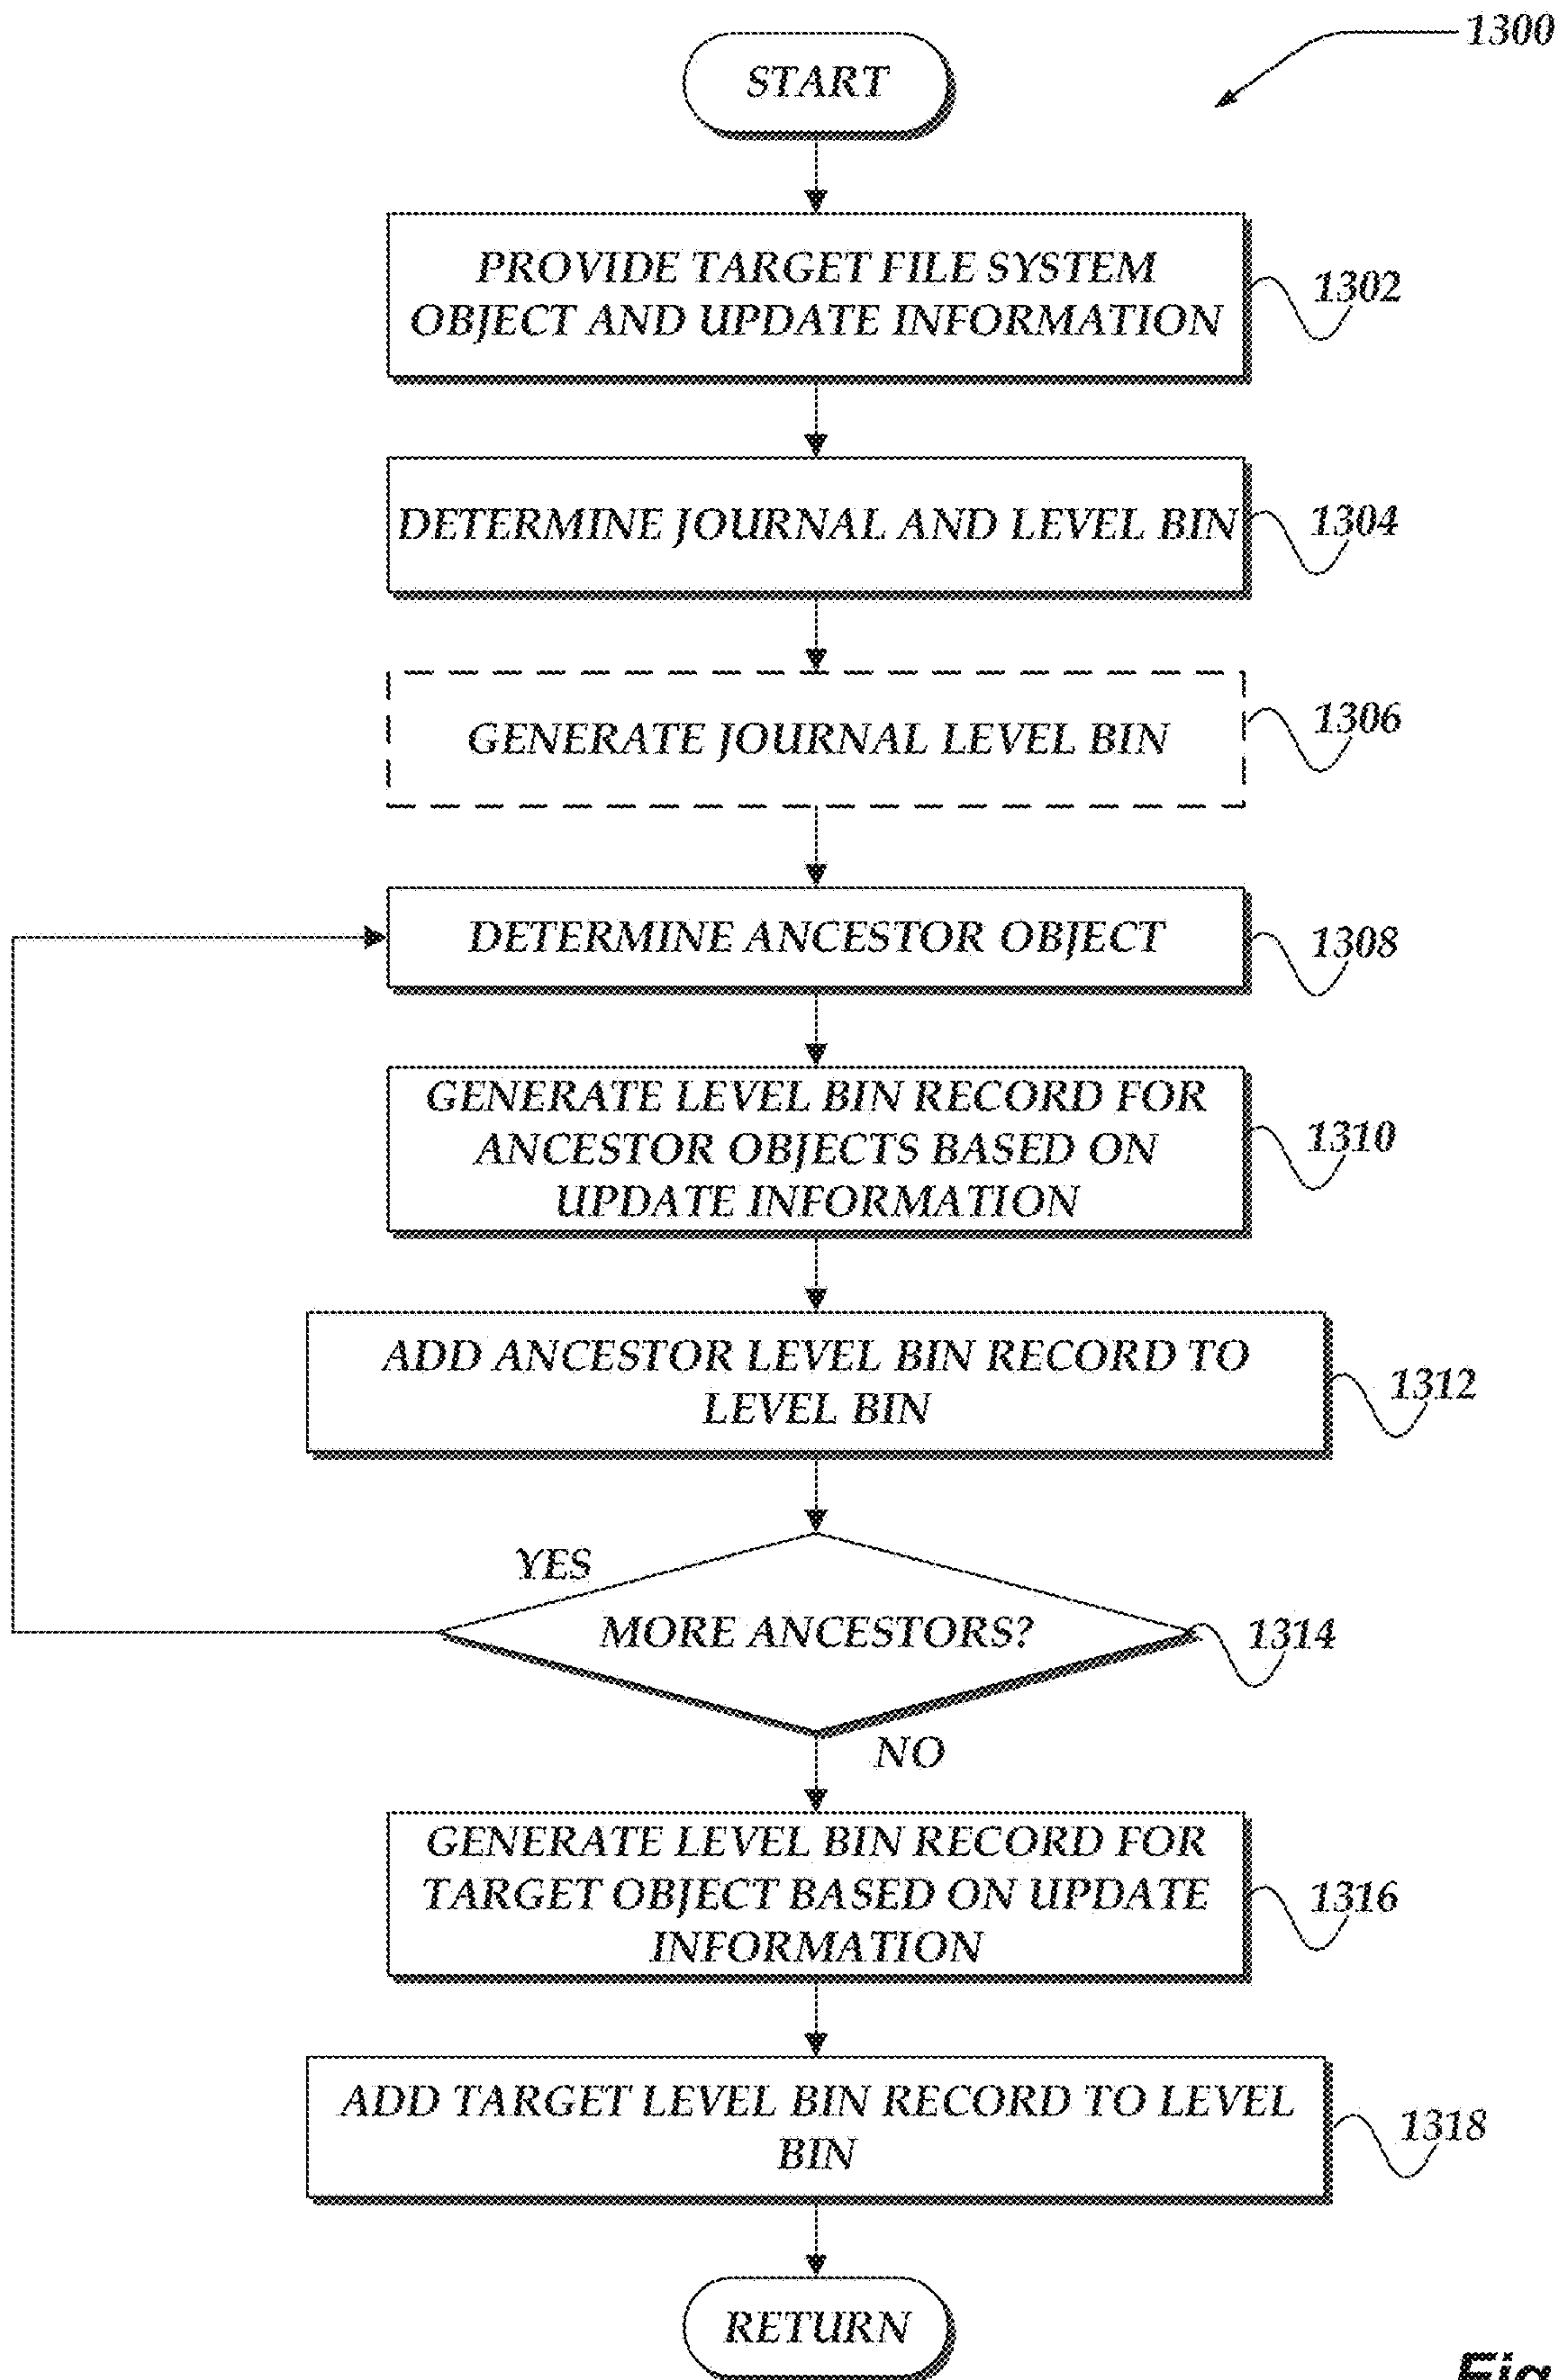 1300
START
PROVIDE TARGET FILE SYSTEM
OBJECT AND UPDATE INFORMATION
1302
DETERMINE JOURNAL AND LEVEL BIN
1304
GENERATE JOURNAL LEVEL BIN
1306
DETERMINE ANCESTOR OBJECT
1308
GENERATE LEVEL BIN RECORD FOR
ANCESTOR OBJECTS BASED ON
UPDATE INFORMATION
1310
ADD ANCESTOR LEVEL BIN RECORD TO
LEVEL BIN
1312
YES
MORE ANCESTORS?
1314
NO
GENERATE LEVEL BIN RECORD FOR
TARGET OBJECT BASED ON UPDATE
INFORMATION
1316
ADD TARGET LEVEL BIN RECORD TO LEVEL
BIN
1318
RETURN